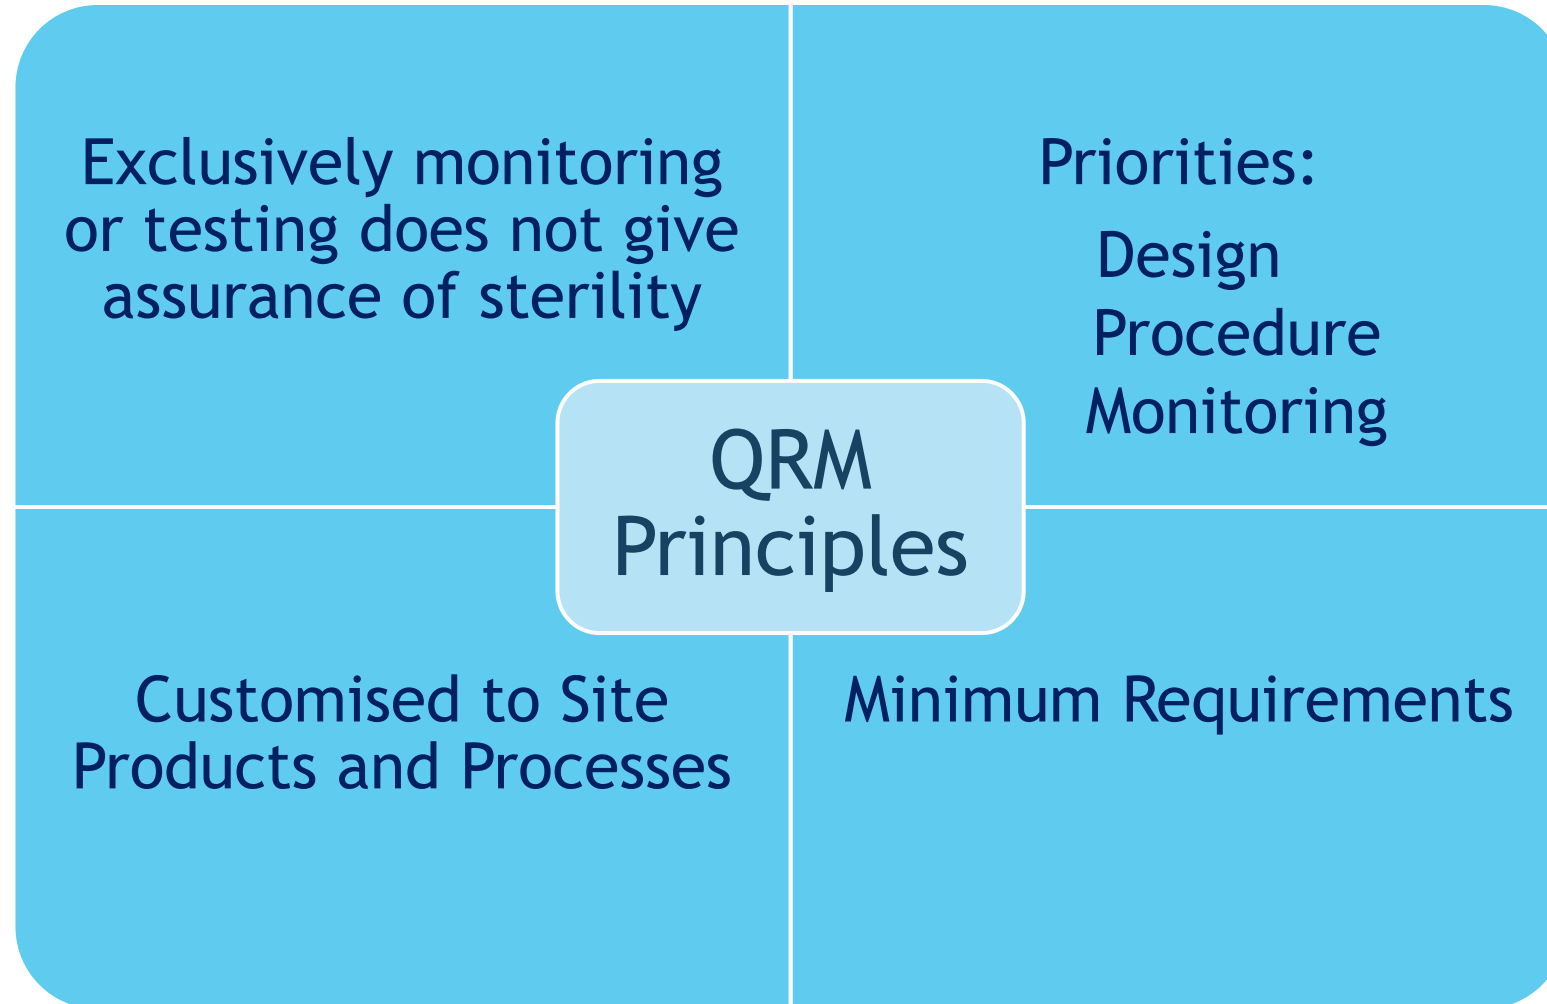 Exclusively monitoring
or testing does not give
assurance of sterility
Priorities:
Design
Procedure
Monitoring
QRM
Principles
Customised to Site
Products and Processes
Minimum Requirements